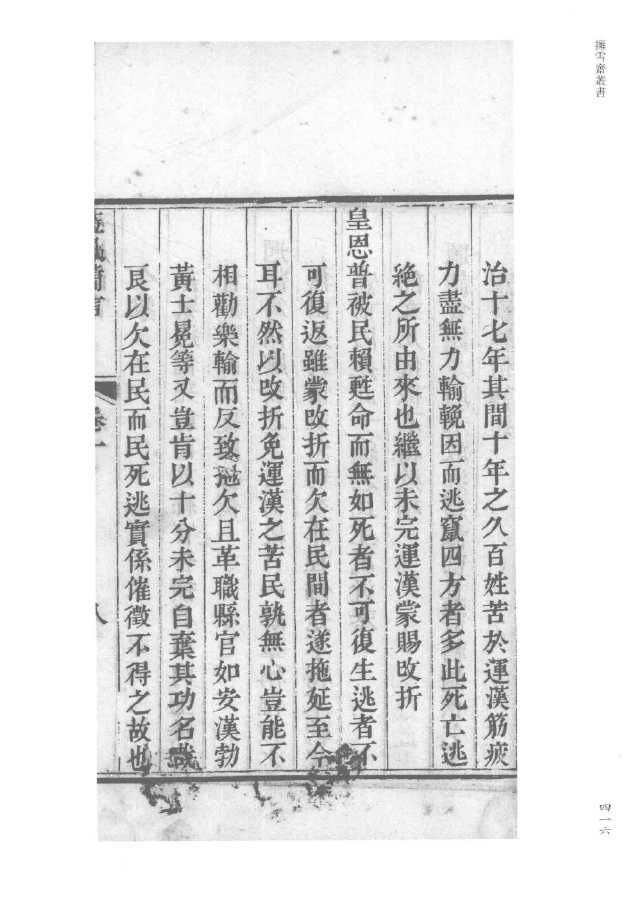 擁雪齋叢書
治十七年其間十年之久百姓苦於運漢筋疲
力盡無力輸輓因而逃竄四方者多此死亡逃
絶之所由來也繼以未完運漢蒙賜改折
皇恩普被民賴甦命而無如死者不可復生逃者不
可復返雖蒙改折而欠在民間者遂拖延至今
耳不然以改折免運漢之苦民孰無心豈能不
相勸樂輸而反致拖欠且革職縣官如安漢勃
黃士冕等又豈肯以十分未完自棄其功名哉
良以欠在民而民死逃實係催徵不得之故也
卷一
八
四一六